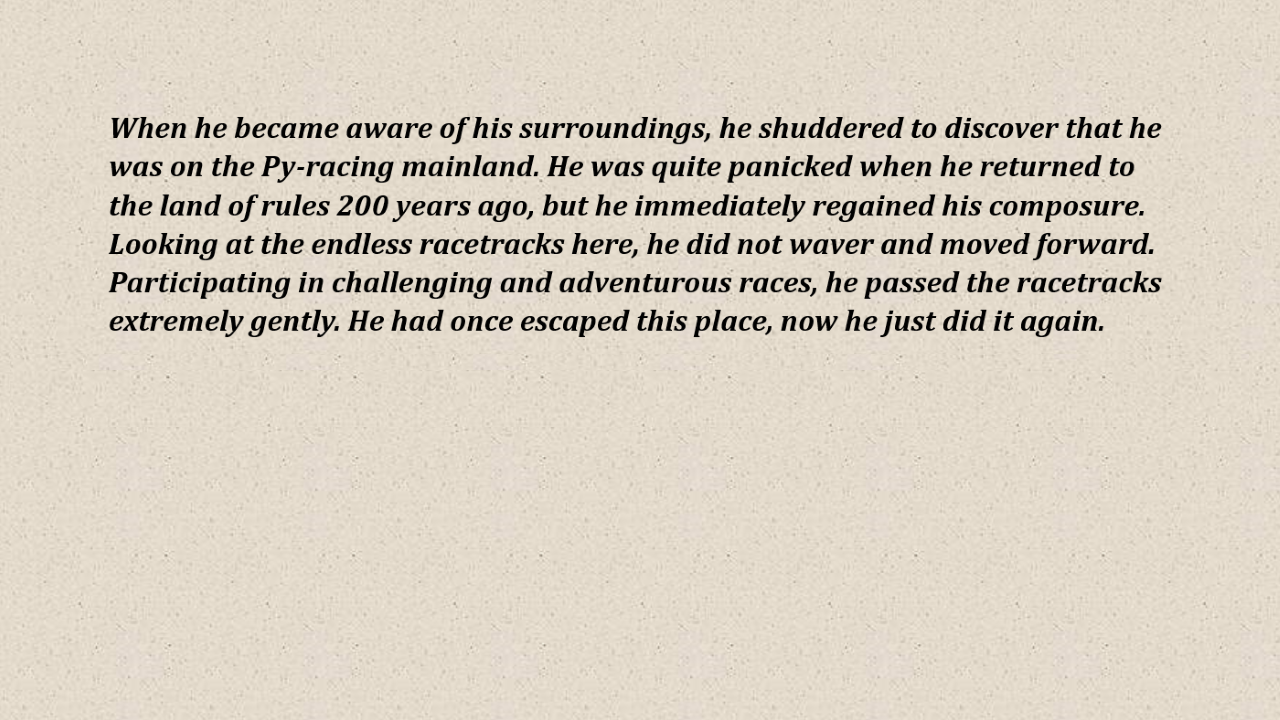 When he became aware of his surroundings, he shuddered to discover that he
was on the Py-racing mainland. He was quite panicked when he returned to
the land of rules 200 years ago, but he immediately regained his composure.
Looking at the endless racetracks here, he did not waver and moved forward.
Participating in challenging and adventurous races, he passed the racetracks
extremely gently. He had once escaped this place, now he just did it again.